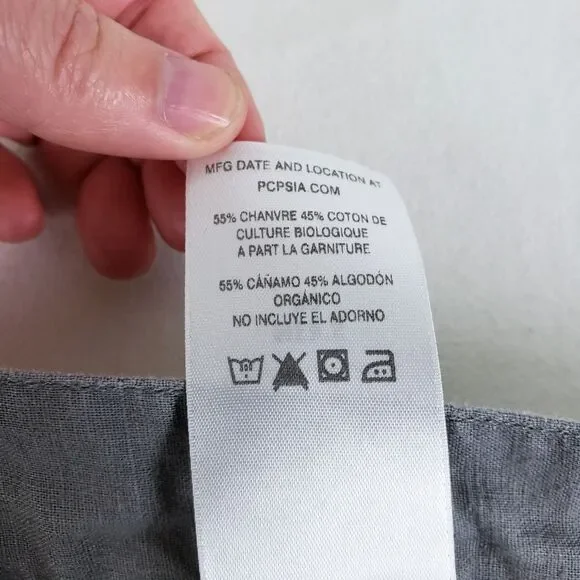 MFG DATE AND LOCATION AT
PCPSIA.COM
55% CHANVRE 45% COTON DE
CULTURE BIOLOGIQUE
A PART LA GARNITURE
55% CÁÑAMO 45% ALGODÓN
ORGÁNICO
NO INCLUYE EL ADORNO